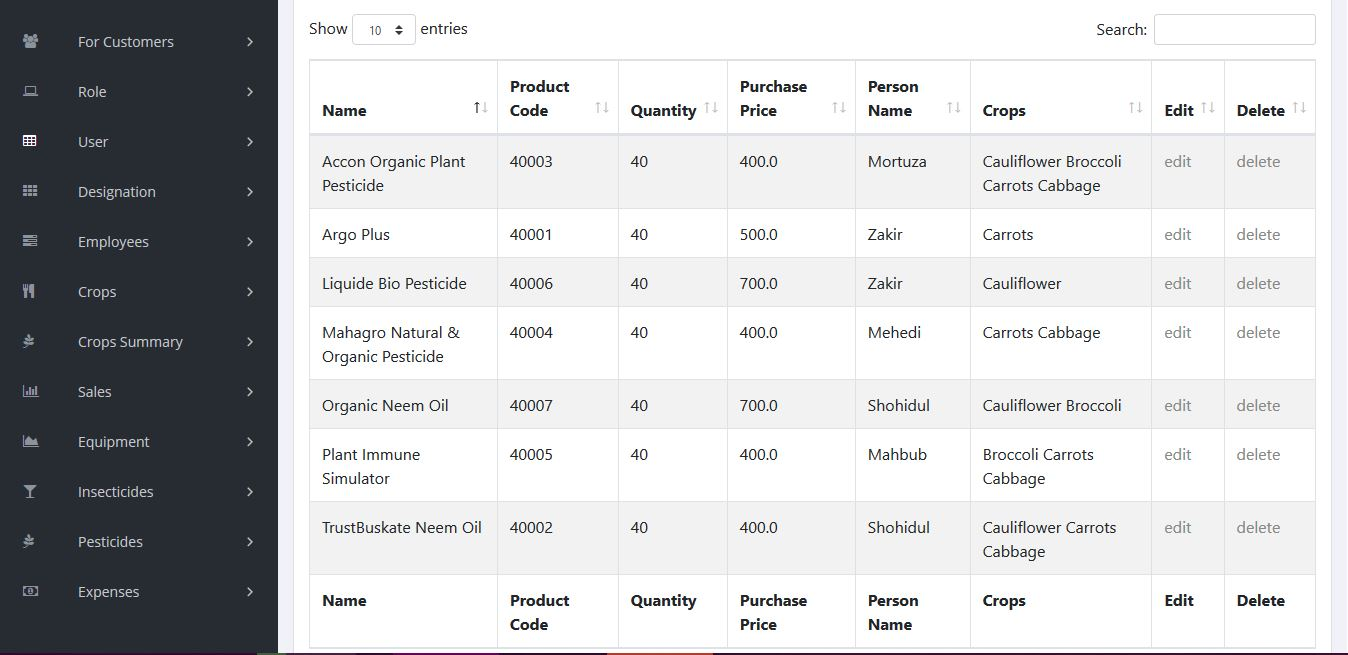 For Customers
Role
User
Designation
Employees
Crops
Crops Summary
Sales
Equipment
Insecticides
Pesticides
Expenses
Show 10 entries Search:
Name Product Code Quantity Purchase Price Person Name Crops Edit Delete
Accon Organic Plant Pesticide 40003 40 400.0 Mortuza Cauliflower Broccoli Carrots Cabbage edit delete
Argo Plus 40001 40 500.0 Zakir Carrots edit delete
Liquide Bio Pesticide 40006 40 700.0 Zakir Cauliflower edit delete
Mahagro Natural & Organic Pesticide 40004 40 400.0 Mehedi Carrots Cabbage edit delete
Organic Neem Oil 40007 40 700.0 Shohidul Cauliflower Broccoli edit delete
Plant Immune Simulator 40005 40 400.0 Mahbub Broccoli Carrots Cabbage edit delete
TrustBuskate Neem Oil 40002 40 400.0 Shohidul Cauliflower Carrots Cabbage edit delete
Name Product Code Quantity Purchase Price Person Name Crops Edit Delete